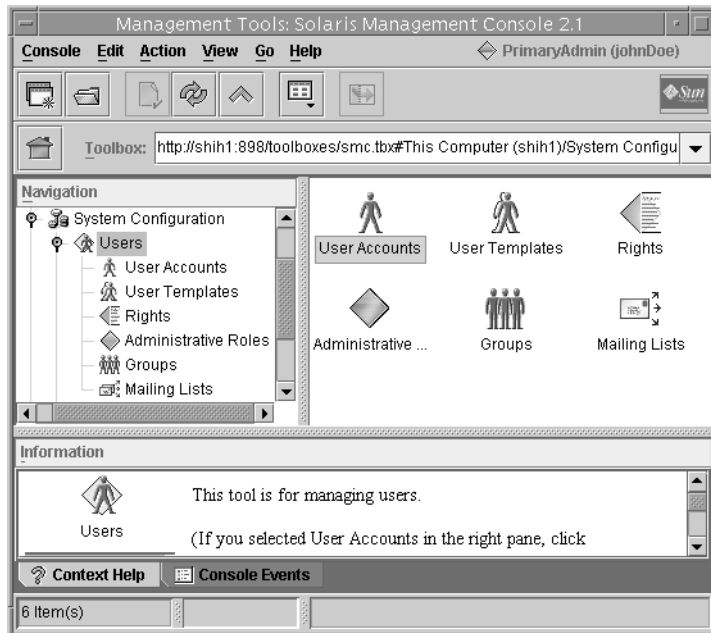 Management Tools: Solaris Management Console 2.1
Console Edit Action View Go Help PrimaryAdmin (johnDoe)
Sun
Toolbox: http://shih1:898/toolboxes/smc.tbx#This Computer (shih1)/System Configu
Navigation
System Configuration
Users
User Accounts
User Templates
Rights
Administrative Roles
Groups
Mailing Lists
User Accounts User Templates Rights
Administrative ... Groups Mailing Lists
Information
Users
This tool is for managing users.
(If you selected User Accounts in the right pane, click
Context Help Console Events
6 Item(s)